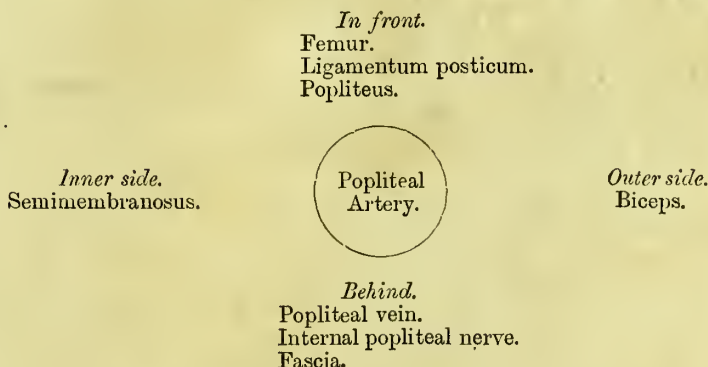 In front.
Femur.
Ligamentum posticum.
Popliteus.
Inner side.
Semimembranosus.
Popliteal
Artery.
Outer side.
Biceps.
Behind.
Popliteal vein.
Internal popliteal nerve.
Fascia.